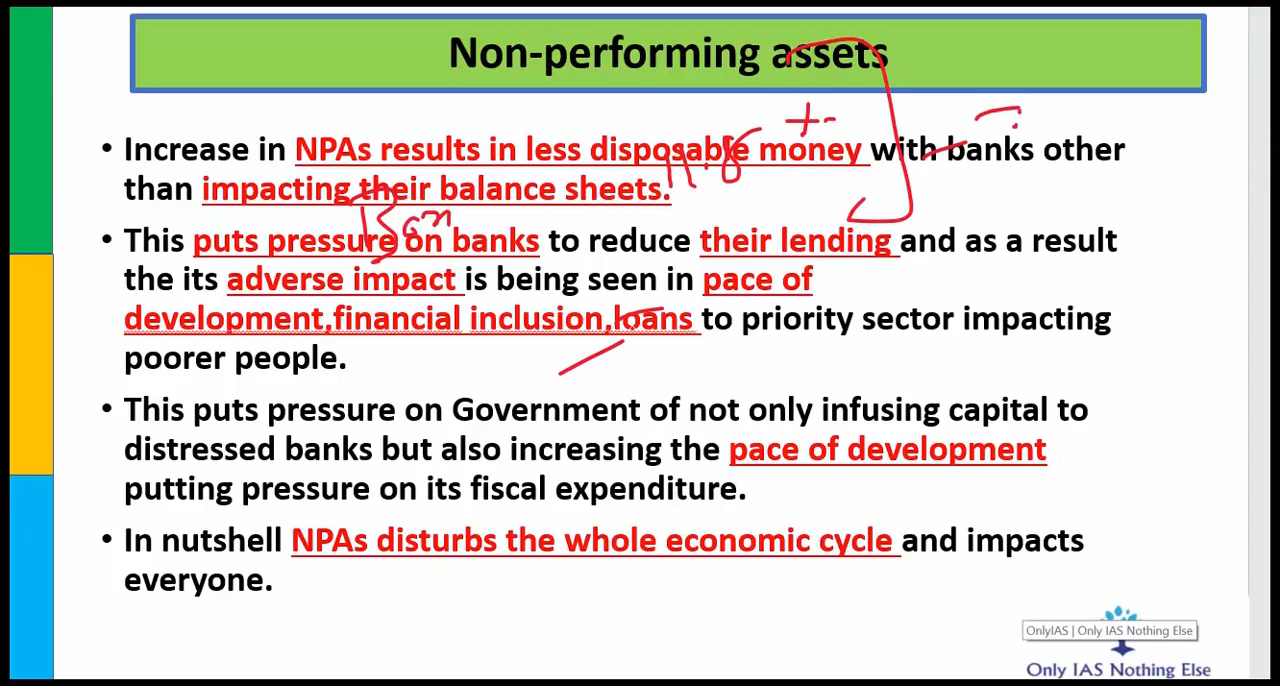 Non-performing assets
• Increase in NPAs results in less disposable money with banks other
than impacting their balance sheets.
• This puts pressure on banks to reduce their lending and as a result
the its adverse impact is being seen in pace of
development,financial inclusion,loans to priority sector impacting
poorer people.
• This puts pressure on Government of not only infusing capital to
distressed banks but also increasing the pace of development
putting pressure on its fiscal expenditure.
• In nutshell NPAs disturbs the whole economic cycle and impacts
everyone.
OnlyIAS | Only IAS Nothing Else
Only IAS Nothing Else